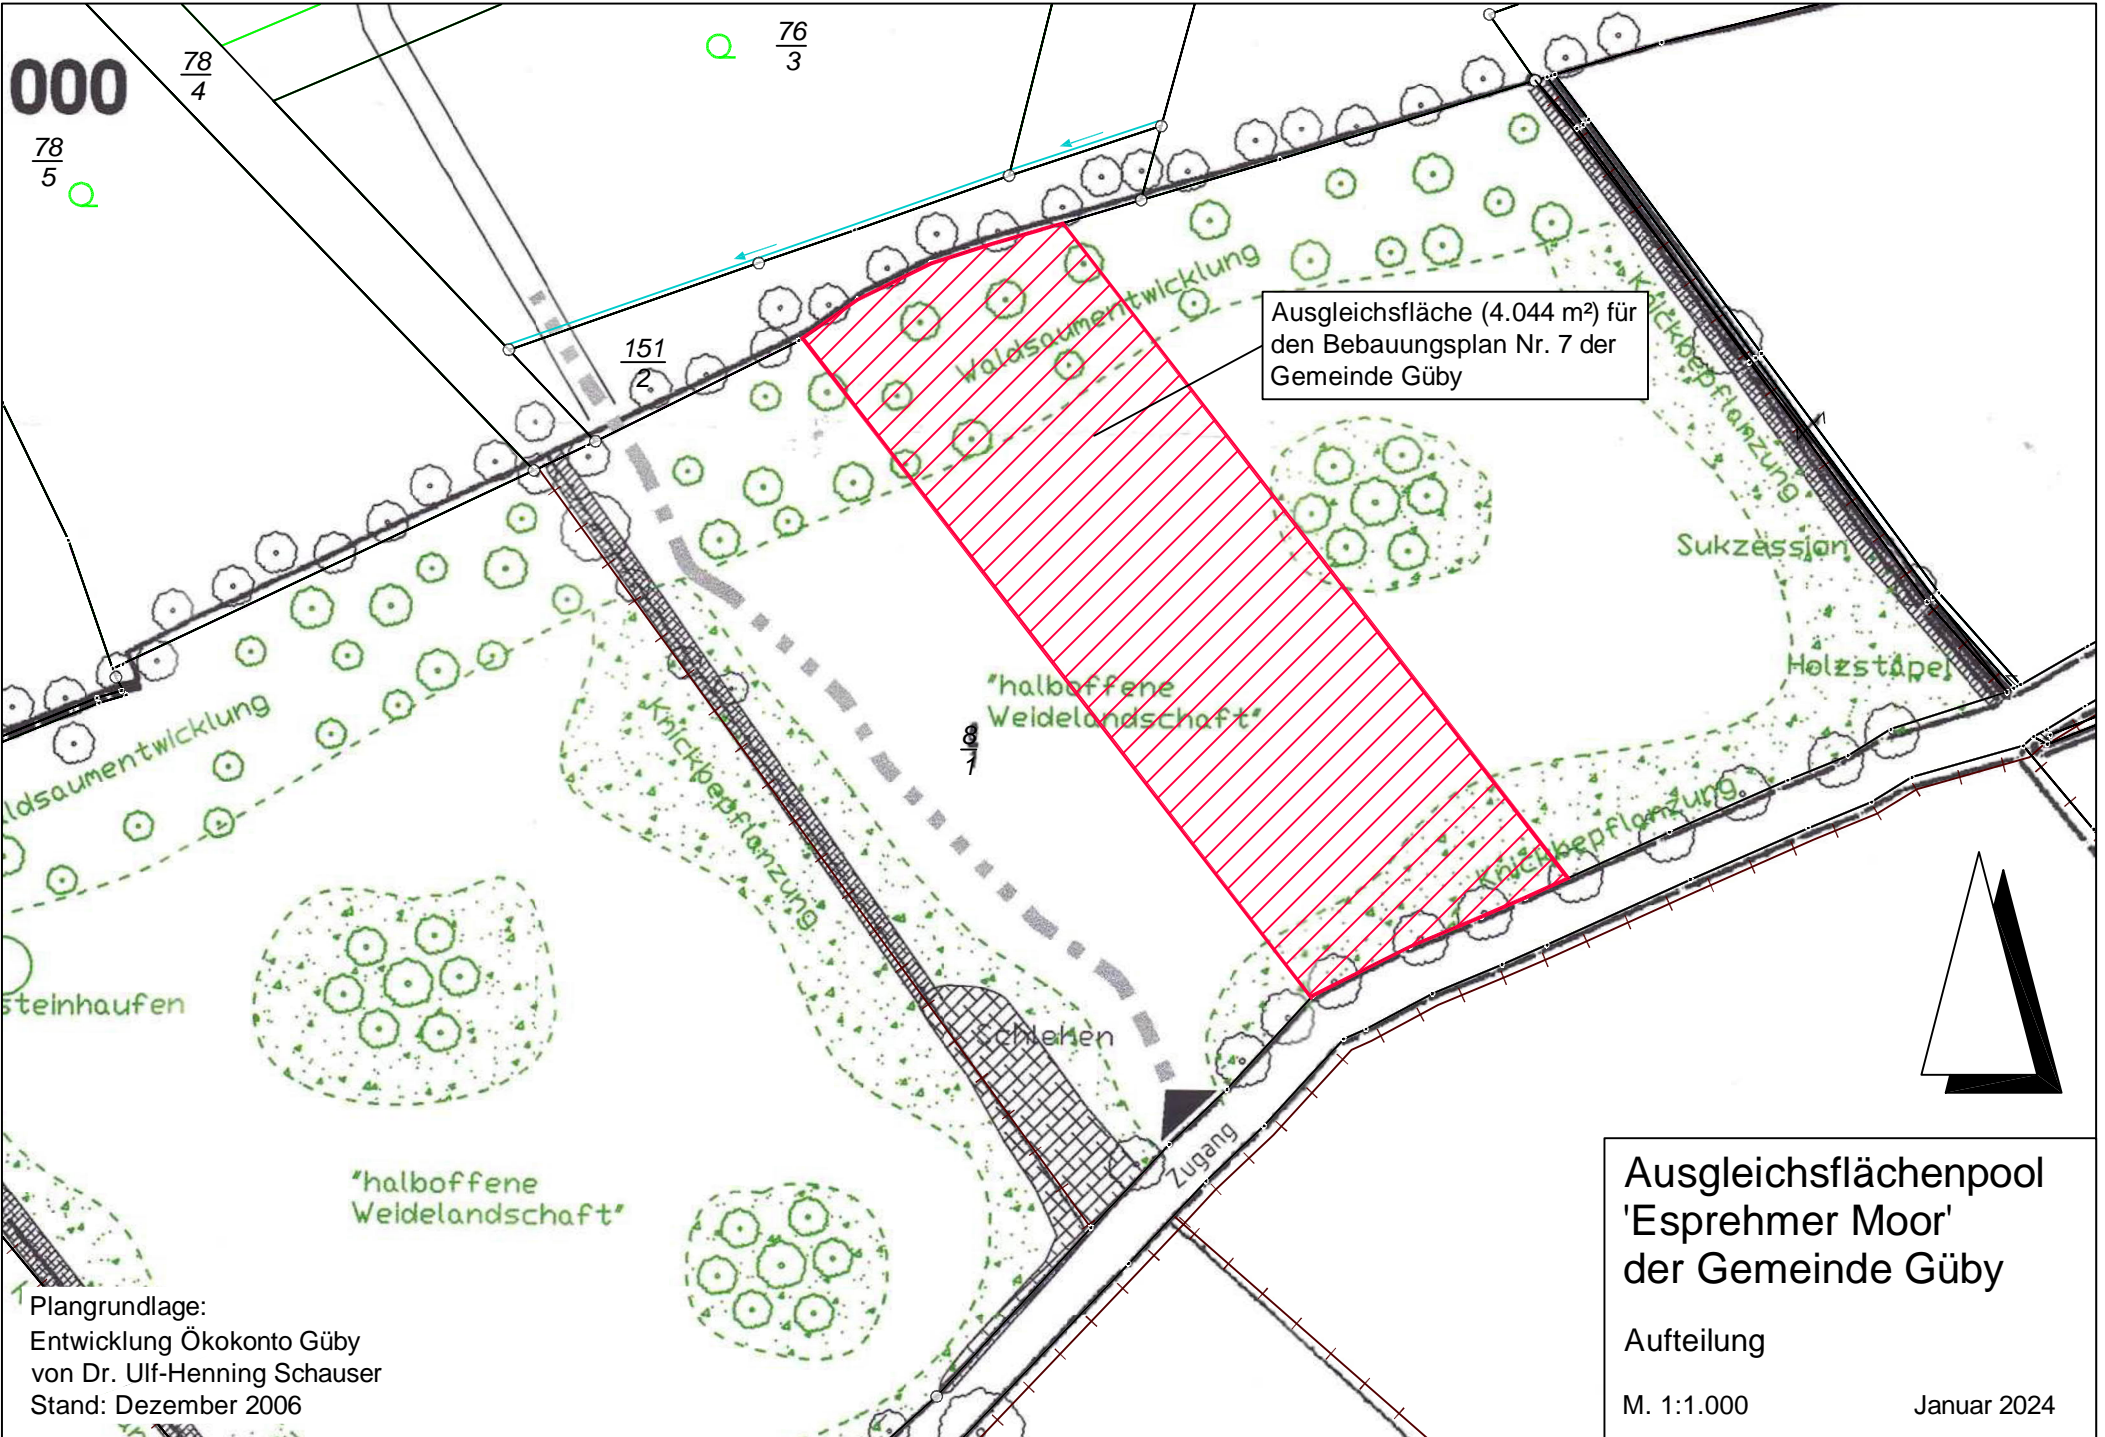 000
78
4
78
5
76
3
151
2
Waldsaumentwicklung
Ausgleichsfläche (4.044 m²) für
den Bebauungsplan Nr. 7 der
Gemeinde Güby
Knickbepflanzung
Sukzession
Holzstapel
"halboffene
Weidelandschaft"
8
1
Knickbepflanzung
ldsaumentwicklung
Knickbepflanzung
steinhaufen
Schlehen
Zugang
"halboffene
Weidelandschaft"
Plangrundlage:
Entwicklung Ökokonto Güby
von Dr. Ulf-Henning Schauser
Stand: Dezember 2006
Ausgleichsflächenpool
'Esprehmer Moor'
der Gemeinde Güby
Aufteilung
M. 1:1.000 Januar 2024